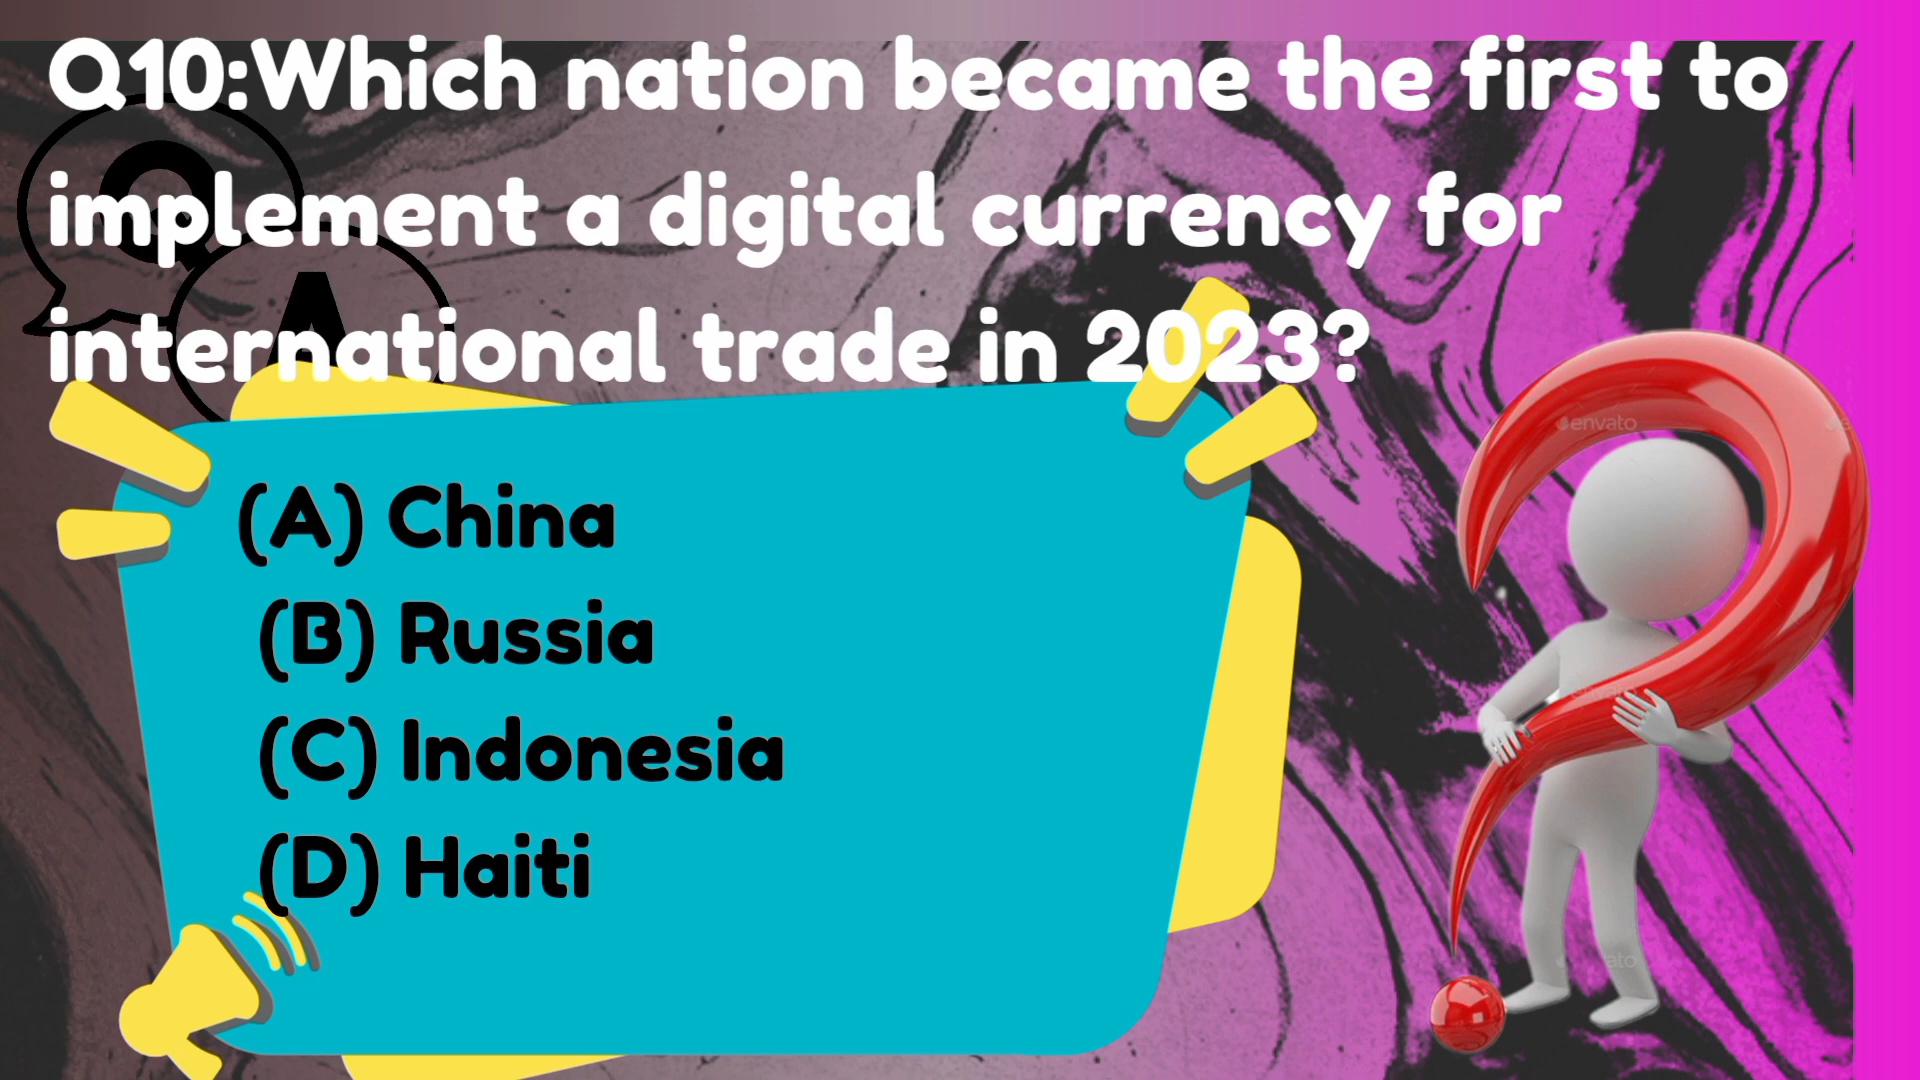 Q10:Which nation became the first to
implement a digital currency for
international trade in 2023?
Q
A
(A) China
(B) Russia
(C) Indonesia
(D) Haiti
envato
envato